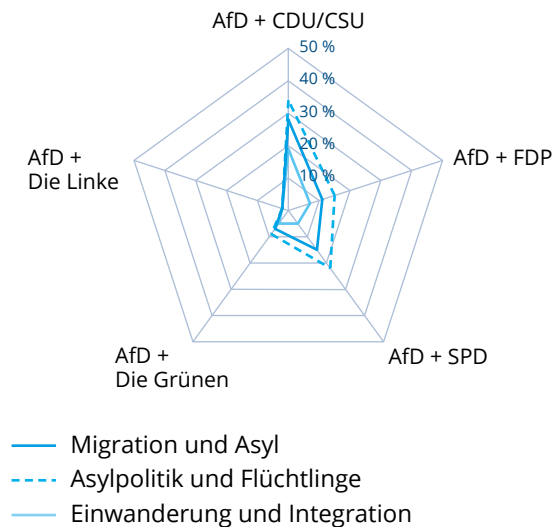 AfD + CDU/CSU
50 %
40 %
30 %
20 %
10 %
AfD +
Die Linke
AfD + FDP
AfD +
Die Grünen
AfD + SPD
Migration und Asyl
Asylpolitik und Flüchtlinge
Einwanderung und Integration